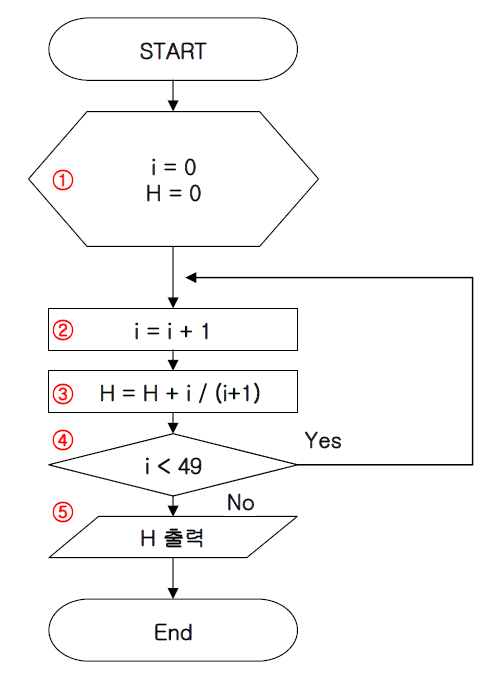 START
①
i = 0
H = 0
② i = i + 1
③ H = H + i / (i+1)
④
Yes
i < 49
⑤
No
H 출력
End